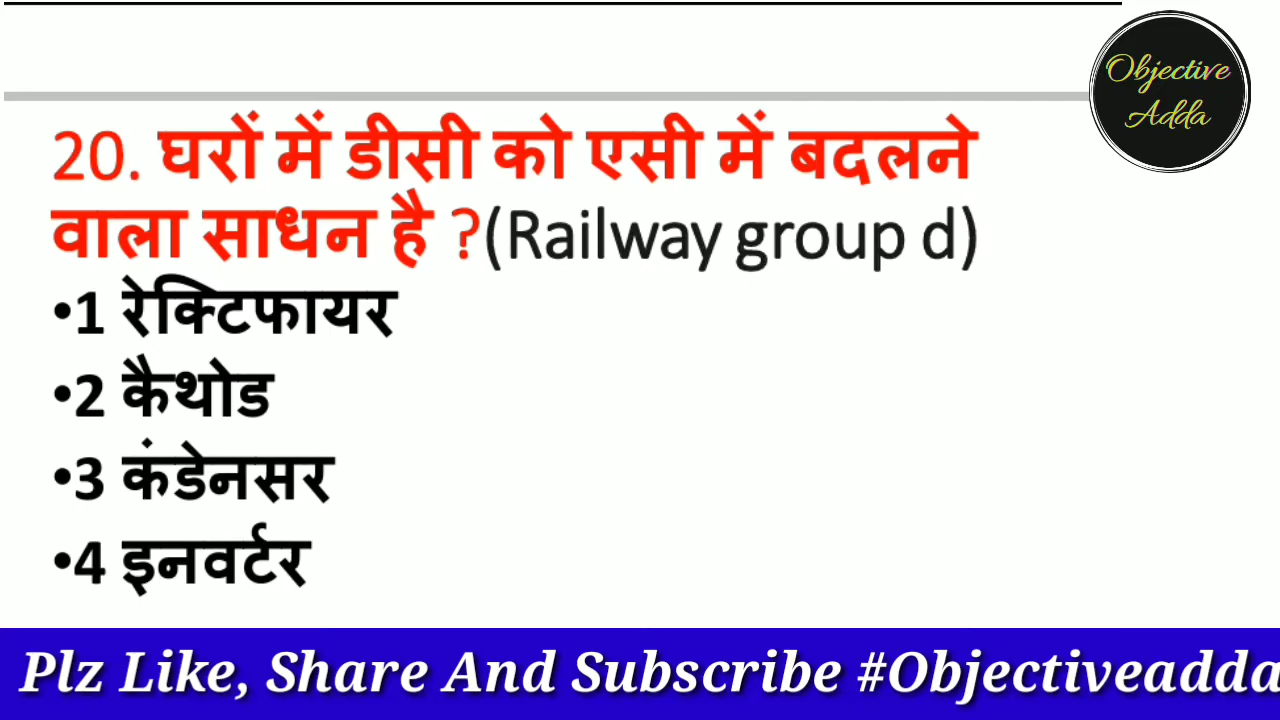 Objective
Adda
20. घरों में डीसी को एसी में बदलने
वाला साधन है ?(Railway group d)
•1 रेक्टिफायर
•2 कैथोड
•3 कंडेनसर
•4 इनवर्टर
Plz Like, Share And Subscribe #Objectiveadda